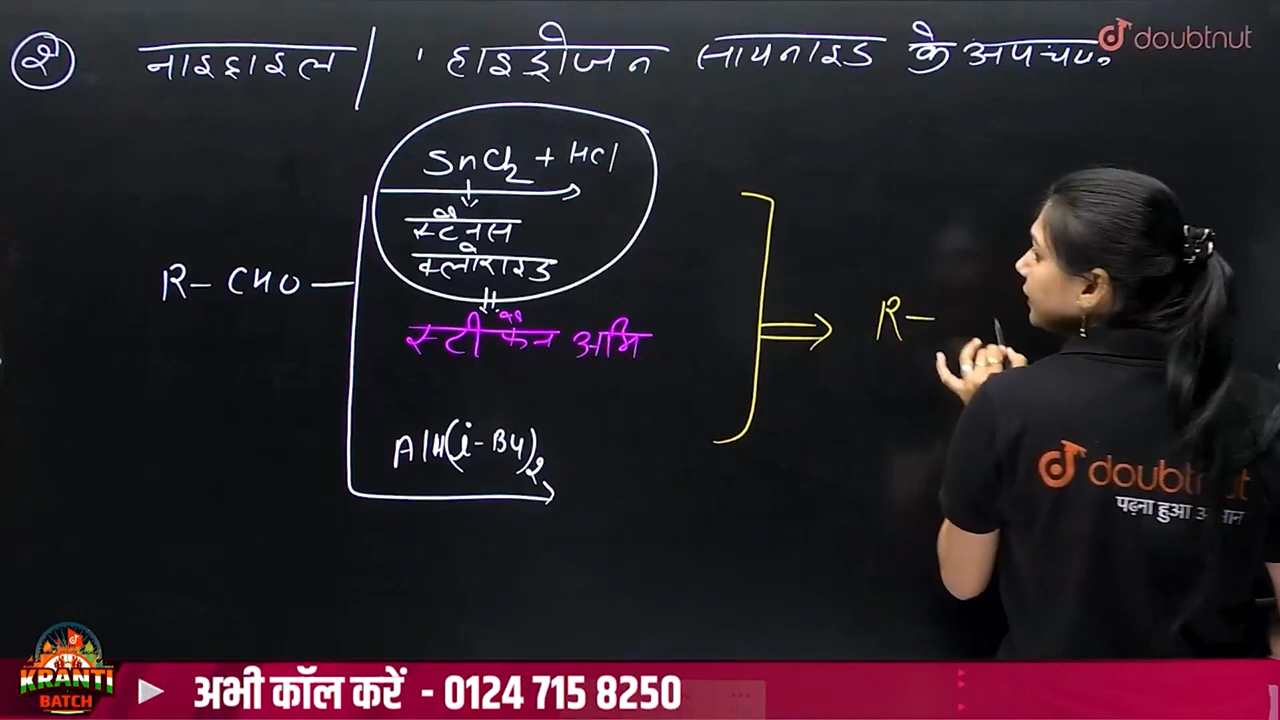 २ नाइट्राइल / हाइड्रोजन सायनाइड के अपचयन
doubtnut
SnCl2 + HCl
स्टैनस
क्लोराइड
R- CHO
स्टीफैन अभि
R-
AlH(i-Bu)2
doubtnut
पढ़ना हुआ
KRANTI
BATCH
अभी कॉल करें - 0124 715 8250